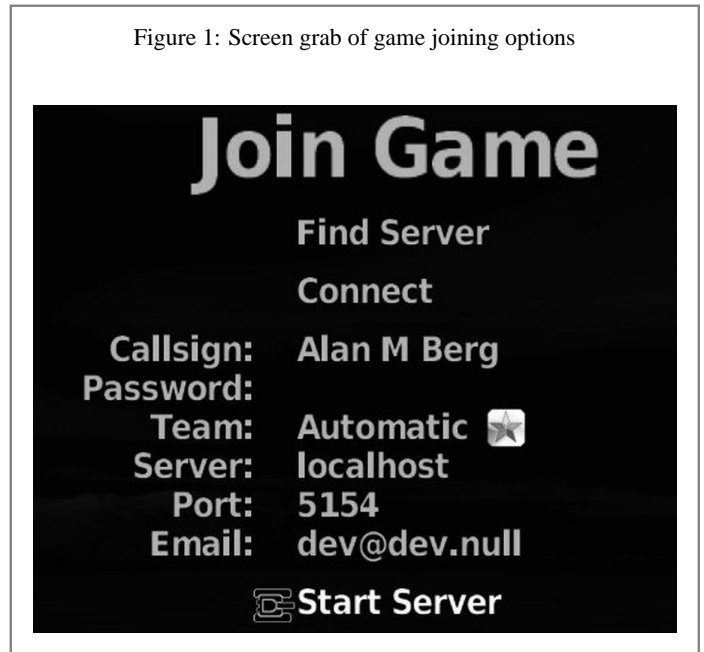 Figure 1: Screen grab of game joining options
Join Game
Find Server
Connect
Callsign: Alan M Berg
Password:
Team: Automatic
Server: localhost
Port: 5154
Email: dev@dev.null
Start Server